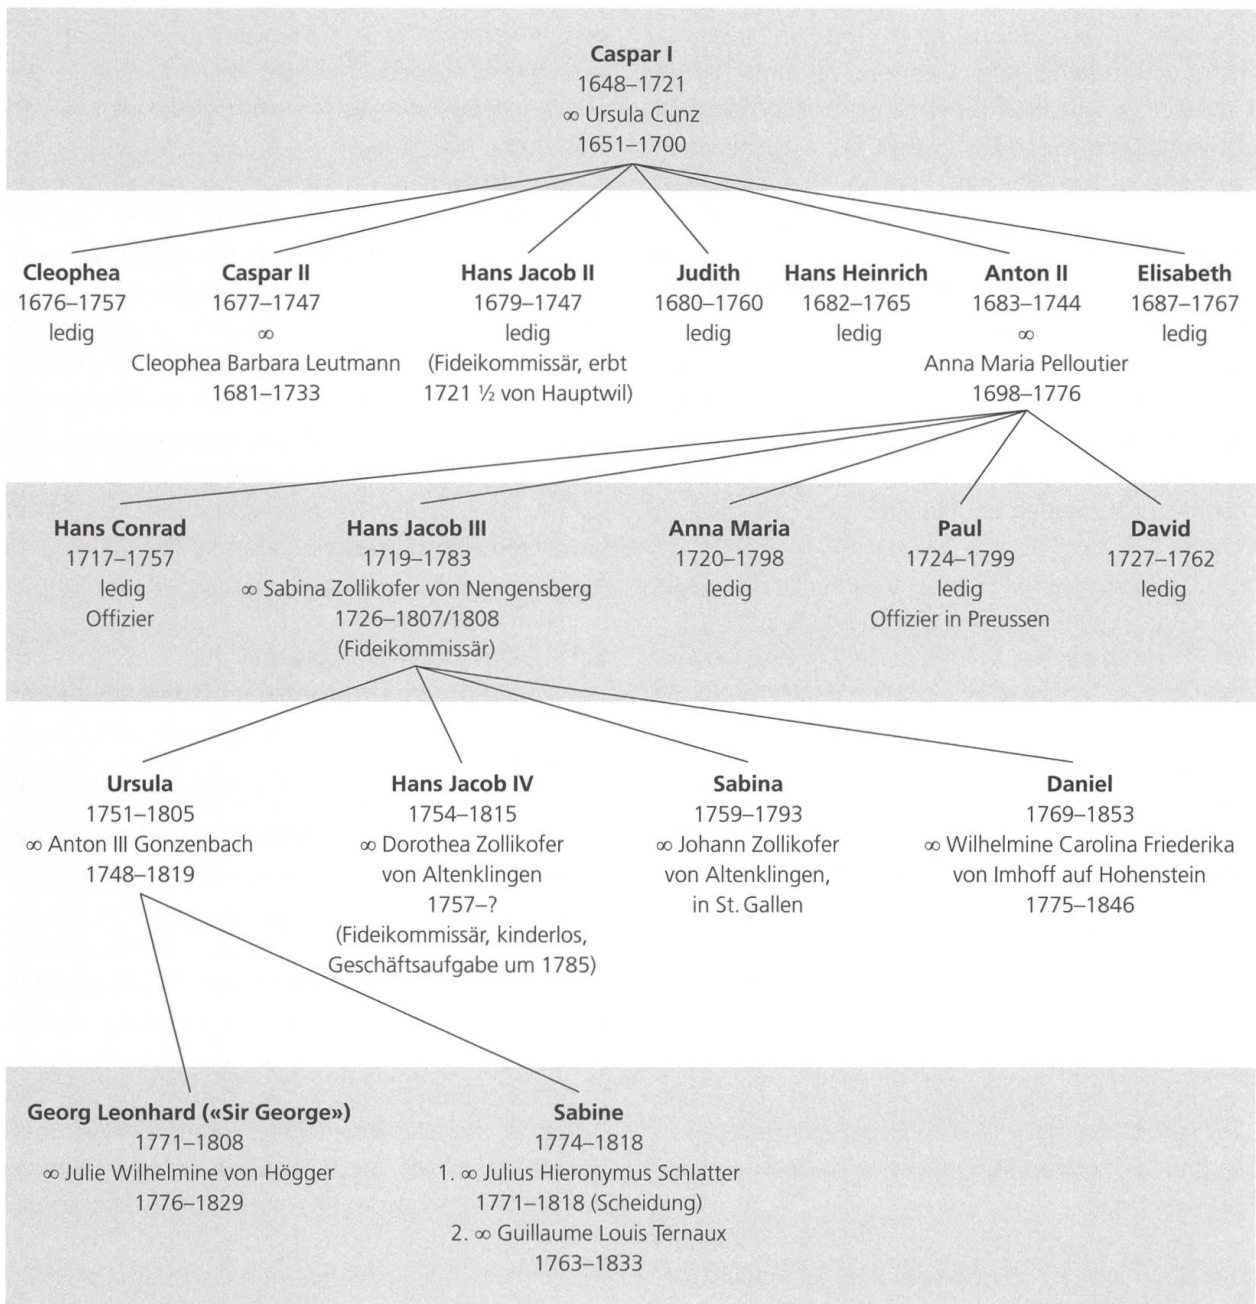 Caspar I
1648–1721
∞ Ursula Cunz
1651–1700
Cleophea
1676–1757
ledig
Caspar II
1677–1747
∞
Cleophea Barbara Leutmann
1681–1733
Hans Jacob II
1679–1747
ledig
(Fideikommissär, erbt
1721 ½ von Hauptwil)
Judith
1680–1760
ledig
Hans Heinrich
1682–1765
ledig
Anton II
1683–1744
∞
Anna Maria Pelloutier
1698–1776
Elisabeth
1687–1767
ledig
Hans Conrad
1717–1757
ledig
Offizier
Hans Jacob III
1719–1783
∞ Sabina Zollikofer von Nengensberg
1726–1807/1808
(Fideikommissär)
Anna Maria
1720–1798
ledig
Paul
1724–1799
ledig
Offizier in Preussen
David
1727–1762
ledig
Ursula
1751–1805
∞ Anton III Gonzenbach
1748–1819
Hans Jacob IV
1754–1815
∞ Dorothea Zollikofer
von Altenklingen
1757–?
(Fideikommissär, kinderlos,
Geschäftsaufgabe um 1785)
Sabina
1759–1793
∞ Johann Zollikofer
von Altenklingen,
in St. Gallen
Daniel
1769–1853
∞ Wilhelmine Carolina Friederika
von Imhoff auf Hohenstein
1775–1846
Georg Leonhard («Sir George»)
1771–1808
∞ Julie Wilhelmine von Högger
1776–1829
Sabine
1774–1818
1. ∞ Julius Hieronymus Schlatter
1771–1818 (Scheidung)
2. ∞ Guillaume Louis Ternaux
1763–1833